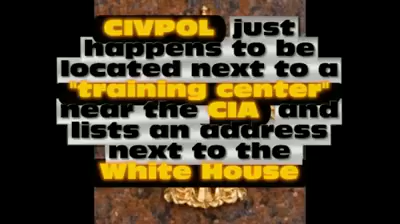 CIVPOL just
happens to be
located next to a
"training center"
near the CIA, and
lists an address
next to the
White House